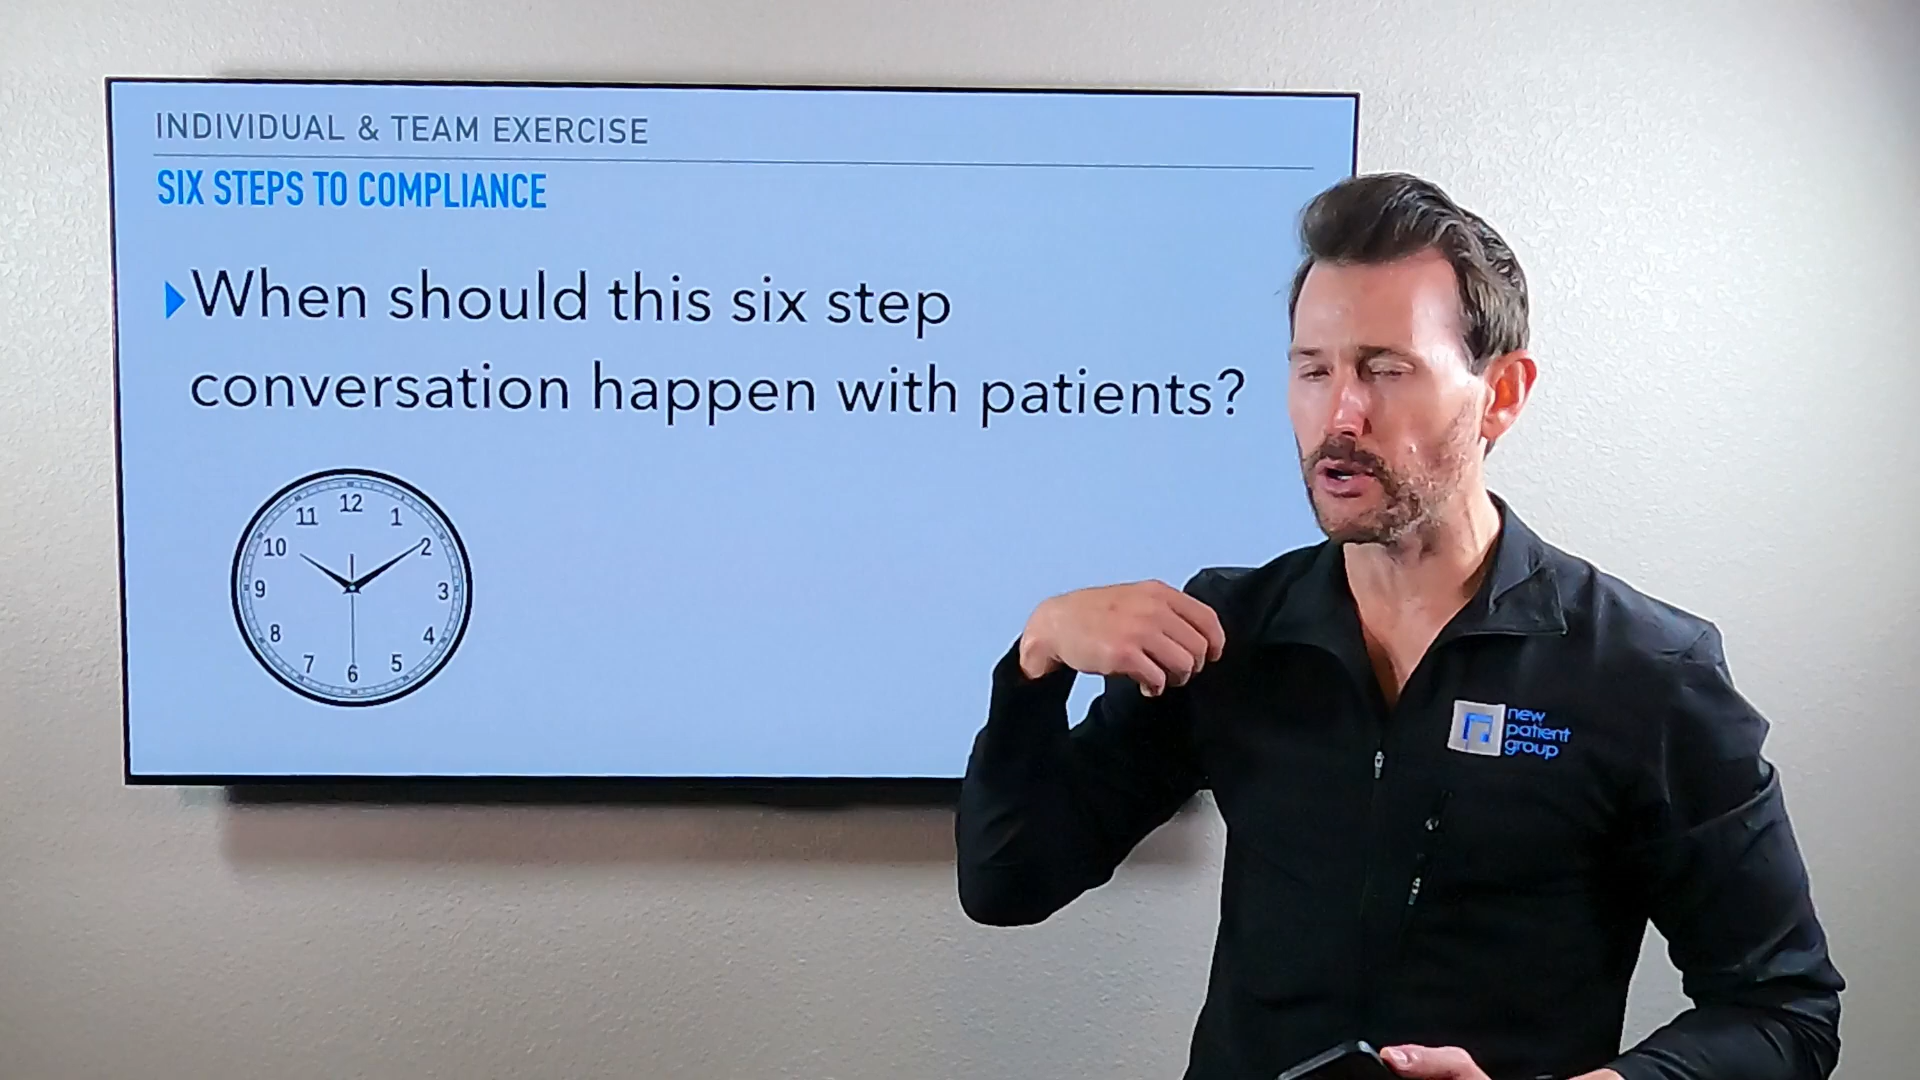 INDIVIDUAL & TEAM EXERCISE
SIX STEPS TO COMPLIANCE
When should this six step
conversation happen with patients?
12
1
2
3
4
5
6
7
8
9
10
11
new
patient
group